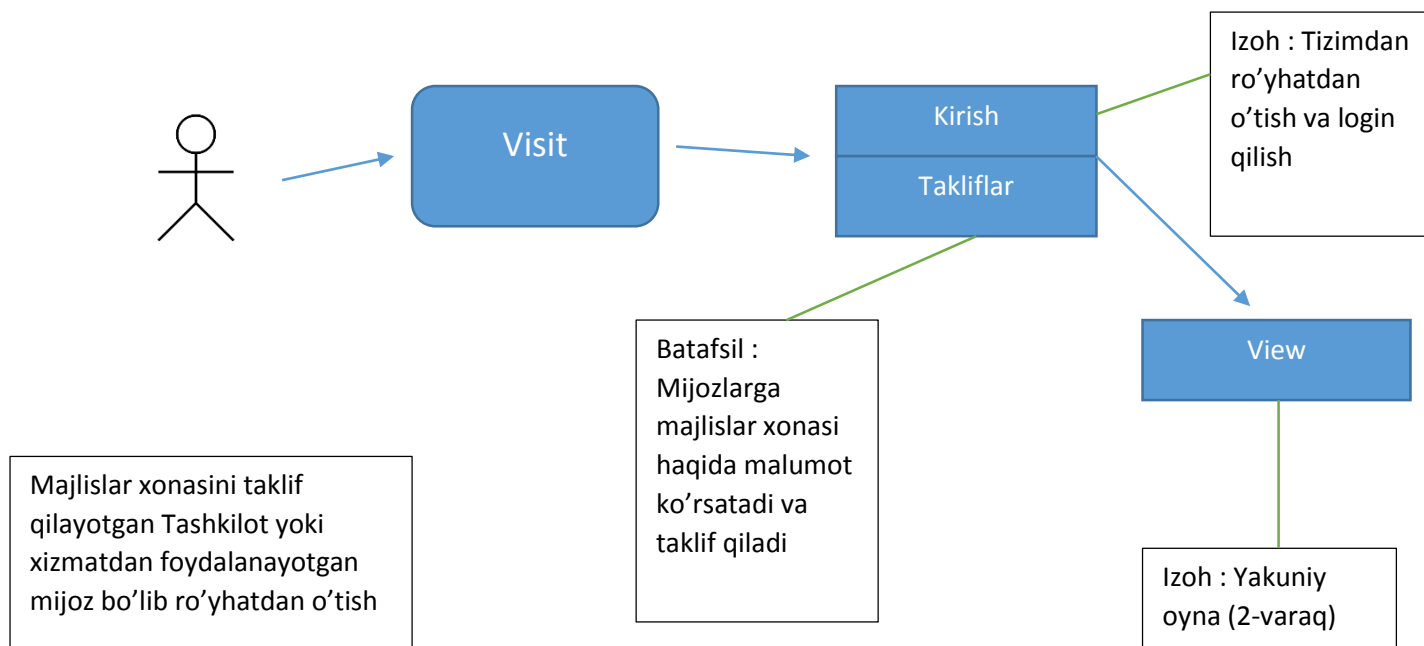 Izoh : Tizimdan
ro’yhatdan
o’tish va login
qilish
Visit
Kirish
Takliflar
View
Batafsil :
Mijozlarga
majlislar xonasi
haqida malumot
ko’rsatadi va
taklif qiladi
Majlislar xonasini taklif
qilayotgan Tashkilot yoki
xizmatdan foydalanayotgan
mijoz bo’lib ro’yhatdan o’tish
Izoh : Yakuniy
oyna (2-varaq)